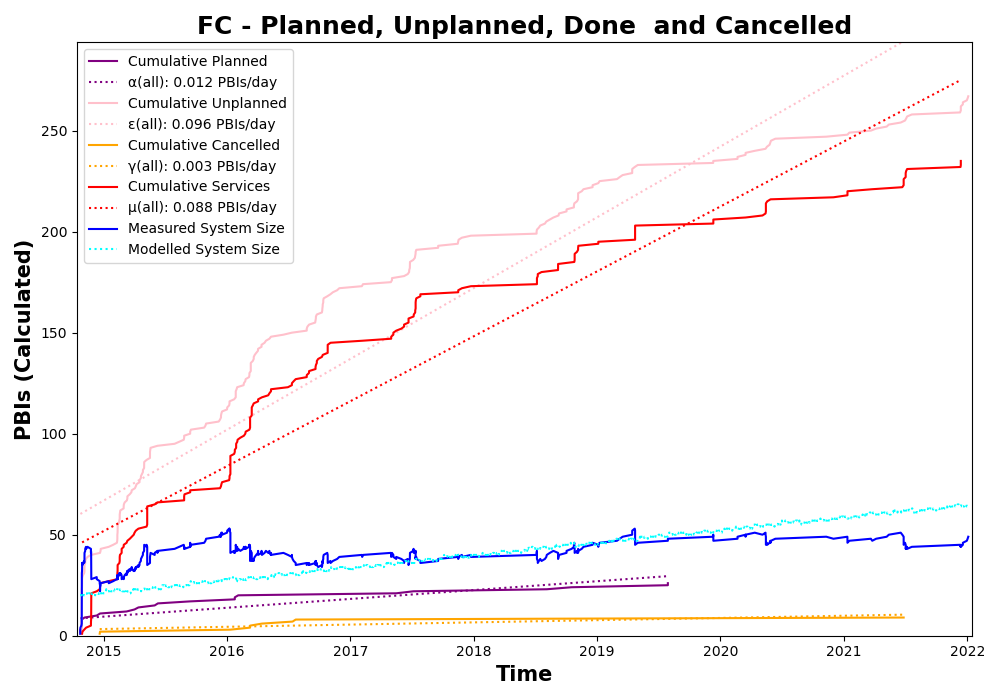 FC - Planned, Unplanned, Done  and Cancelled
Cumulative Planned
α(all): 0.012 PBIs/day
Cumulative Unplanned
ε(all): 0.096 PBIs/day
Cumulative Cancelled
γ(all): 0.003 PBIs/day
Cumulative Services
μ(all): 0.088 PBIs/day
Measured System Size
Modelled System Size
PBIs (Calculated)
250
200
150
100
50
0
2015 2016 2017 2018 2019 2020 2021 2022
Time